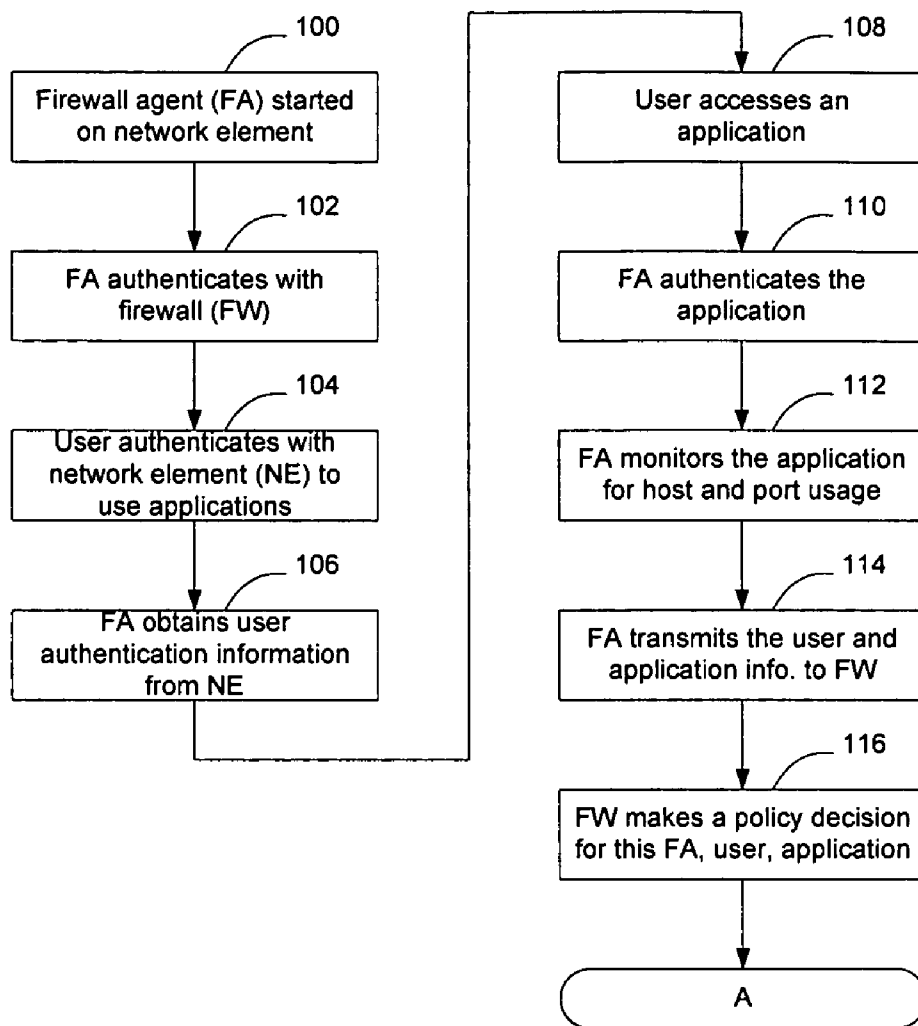 100
Firewall agent (FA) started
on network element
102
FA authenticates with
firewall (FW)
104
User authenticates with
network element (NE) to
use applications
106
FA obtains user
authentication information
from NE
108
User accesses an
application
110
FA authenticates the
application
112
FA monitors the application
for host and port usage
114
FA transmits the user and
application info. to FW
116
FW makes a policy decision
for this FA, user, application
A